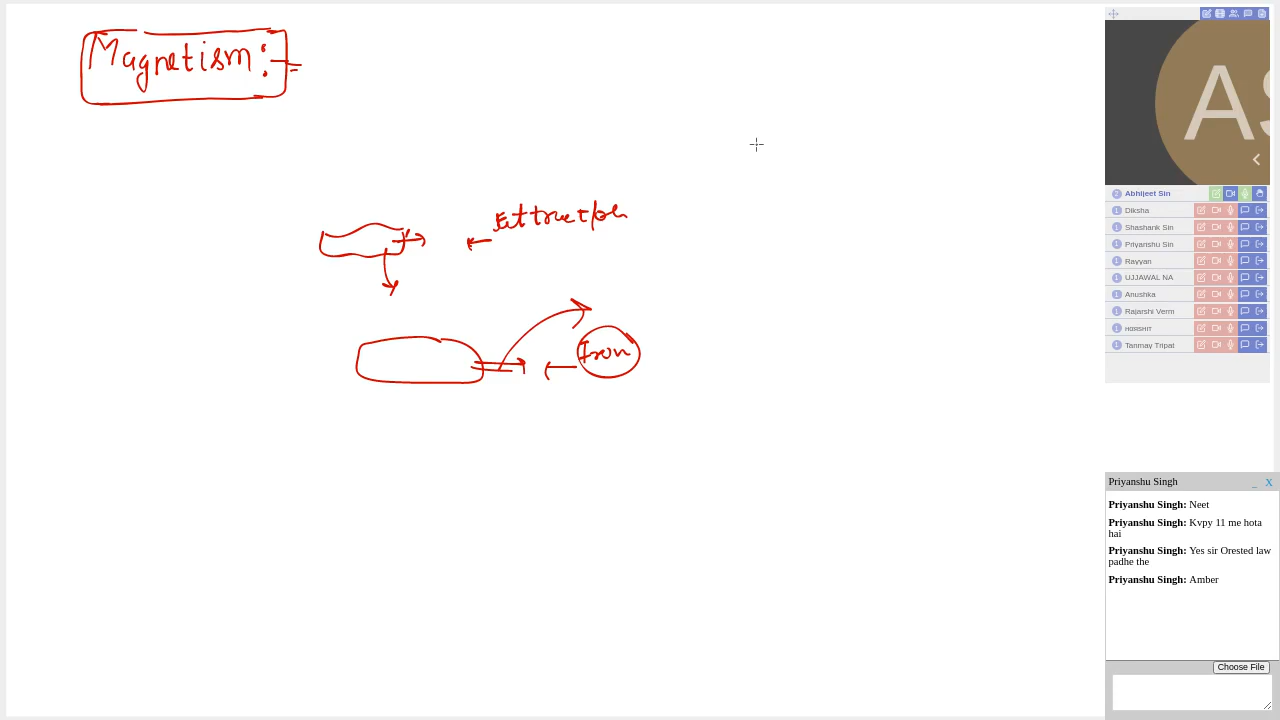 Magnetism :-
Attraction
Iron
AS
Abhijeet Sin
Diksha
Shashank Sin
Priyanshu Sin
Rayyan
UJJAWAL NA
Anushka
Rajarshi Verm
Tanmay Tripat
Priyanshu Singh _ X
Priyanshu Singh: Neet
Priyanshu Singh: Kvpy 11 me hota
hai
Priyanshu Singh: Yes sir Orested law
padhe the
Priyanshu Singh: Amber
Choose File